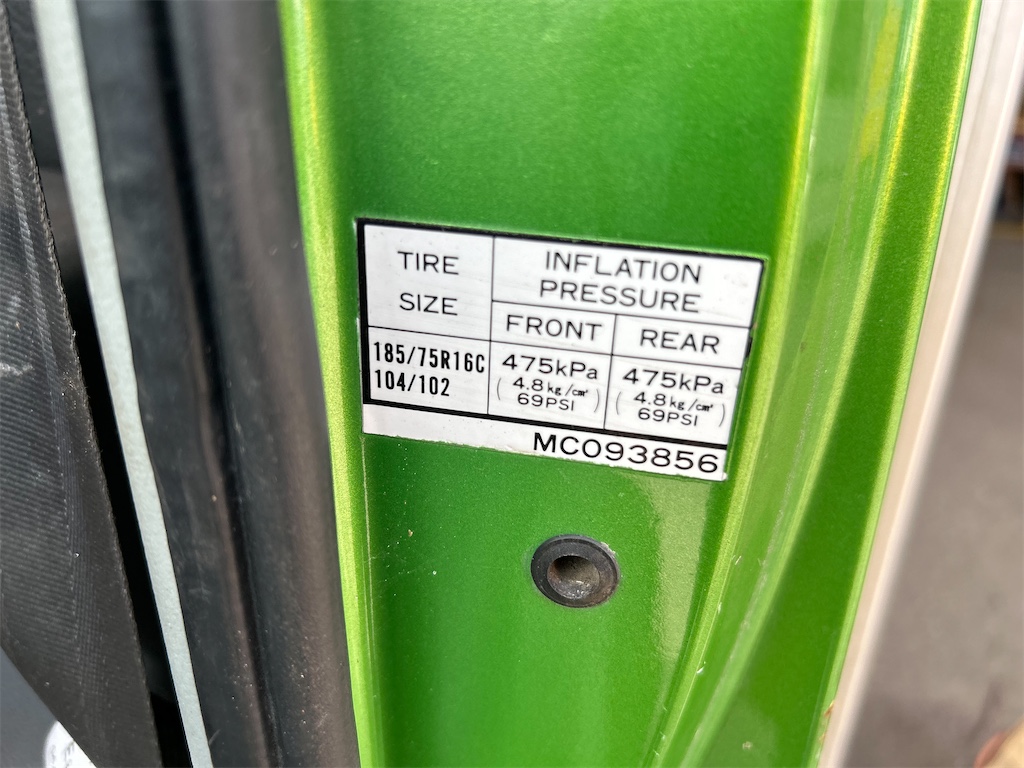 TIRE
SIZE
INFLATION
PRESSURE
FRONT
REAR
185/75R16C
104/102
475kPa
(4.8kg/cm²)
69PSI
475kPa
(4.8kg/cm²)
69PSI
MC093856